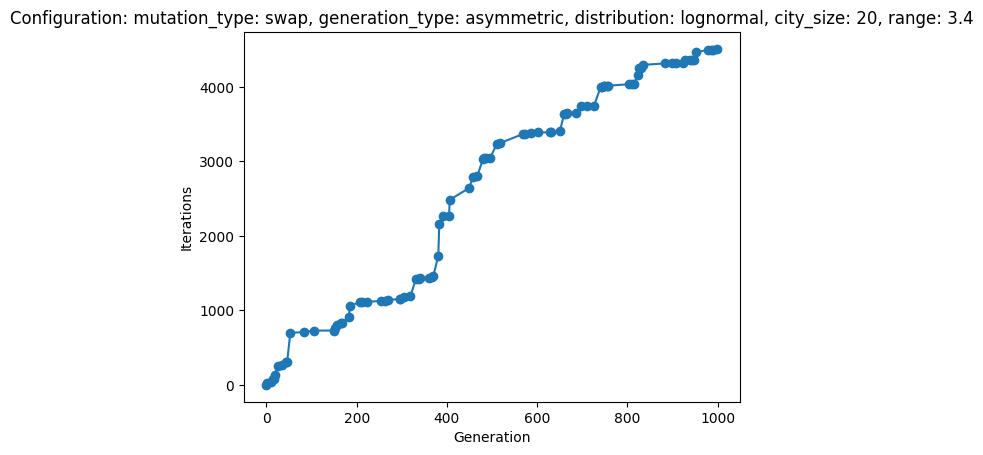 Configuration: mutation_type: swap, generation_type: asymmetric, distribution: lognormal, city_size: 20, range: 3.4
4000
3000
2000
1000
0
Iterations
0 200 400 600 800 1000
Generation